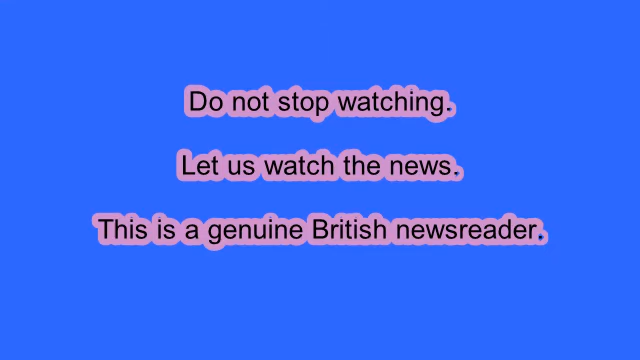 Do not stop watching.
Let us watch the news.
This is a genuine British newsreader.